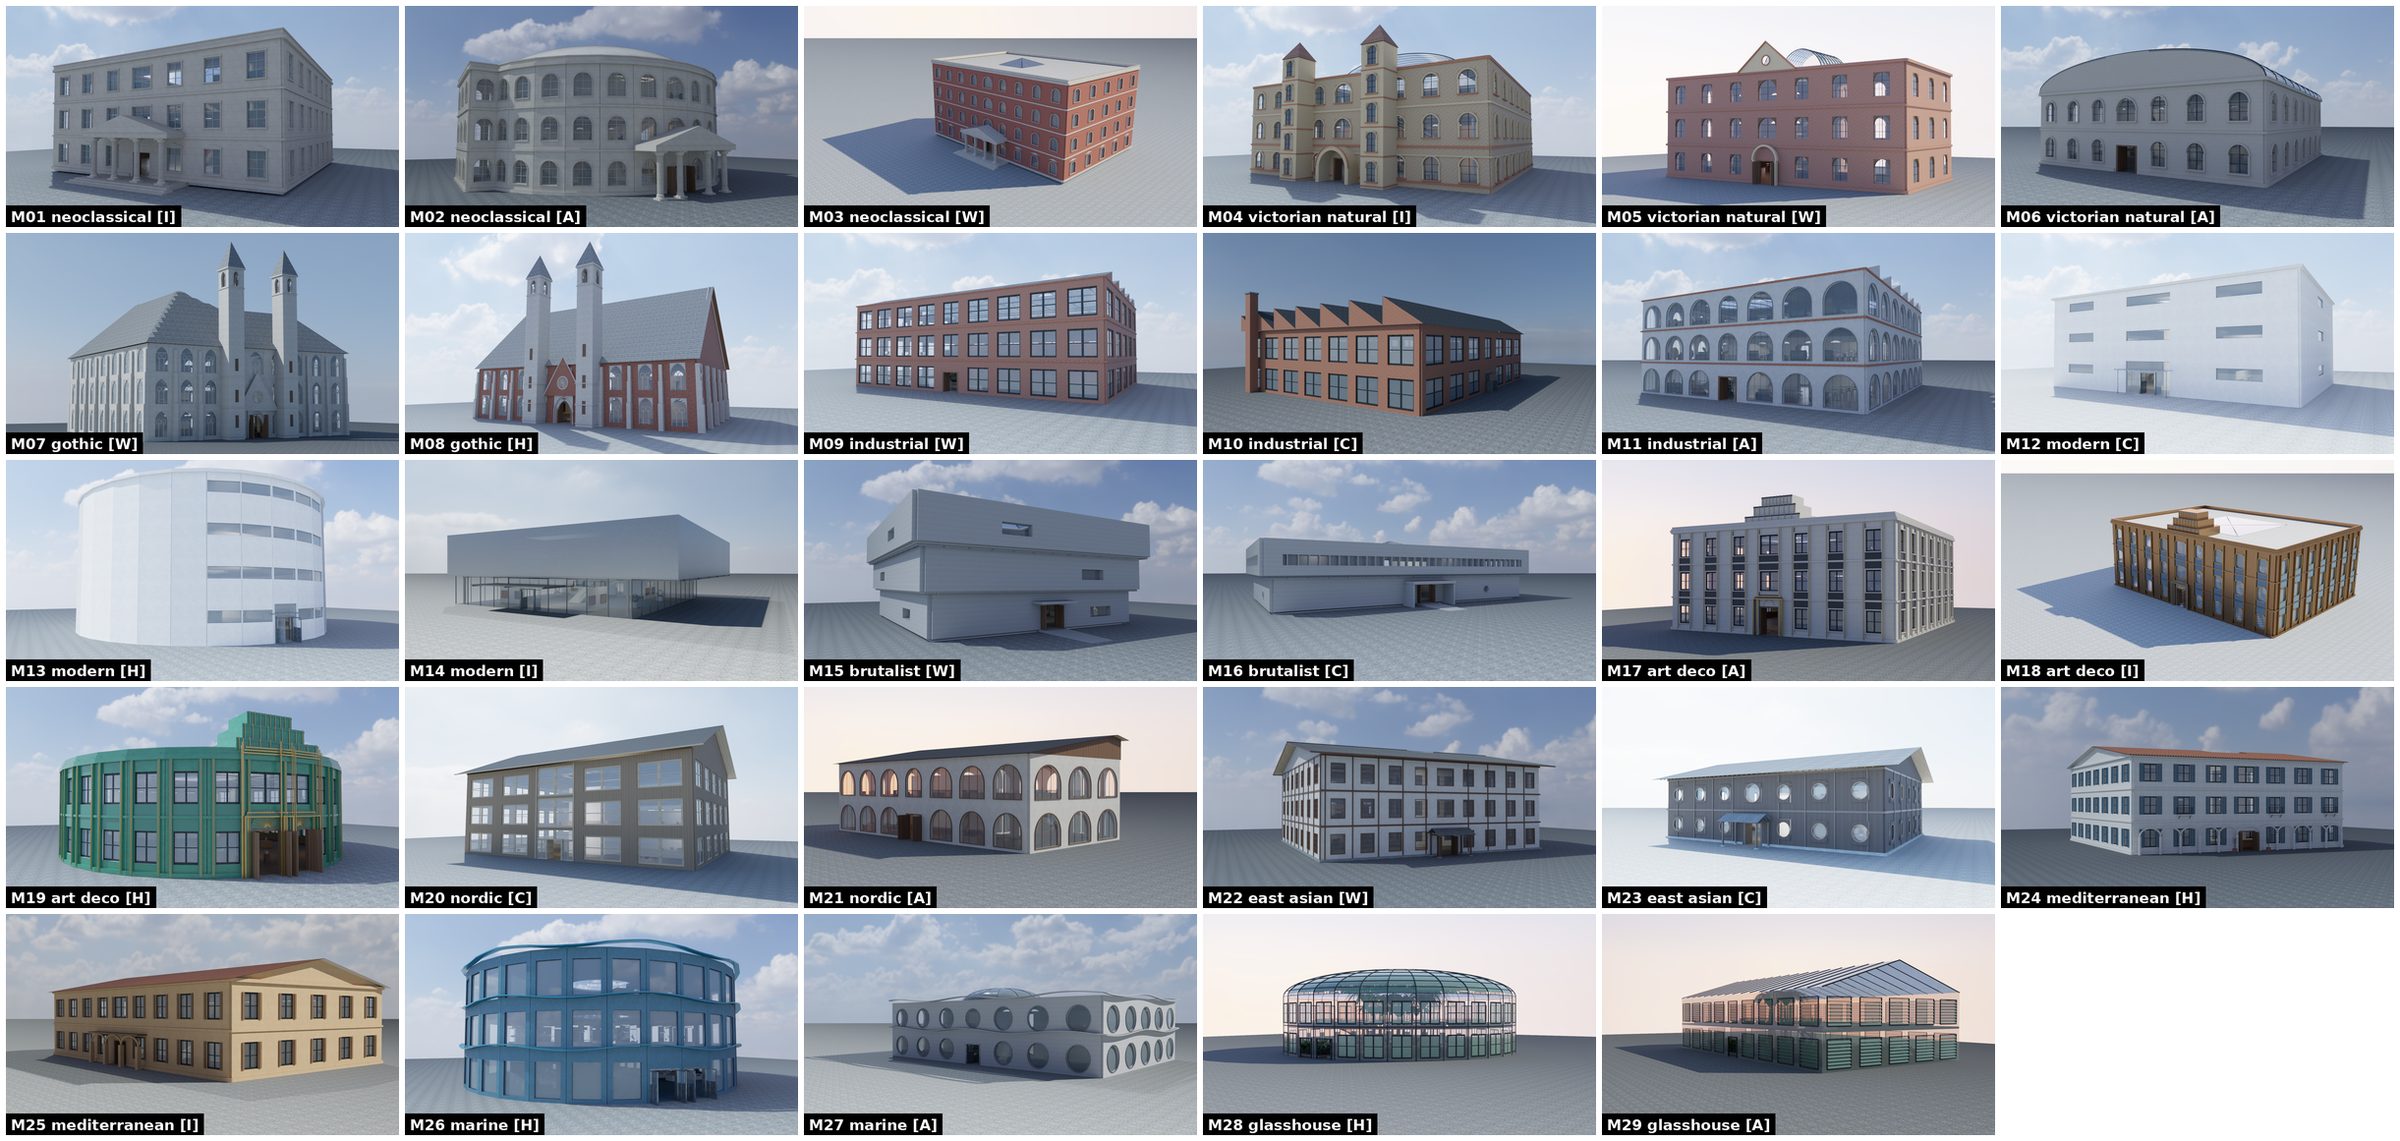 M01 neoclassical [I]
M02 neoclassical [A]
M03 neoclassical [W]
M04 victorian natural [I]
M05 victorian natural [W]
M06 victorian natural [A]
M07 gothic [W]
M08 gothic [H]
M09 industrial [W]
M10 industrial [C]
M11 industrial [A]
M12 modern [C]
M13 modern [H]
M14 modern [I]
M15 brutalist [W]
M16 brutalist [C]
M17 art deco [A]
M18 art deco [I]
M19 art deco [H]
M20 nordic [C]
M21 nordic [A]
M22 east asian [W]
M23 east asian [C]
M24 mediterranean [H]
M25 mediterranean [I]
M26 marine [H]
M27 marine [A]
M28 glasshouse [H]
M29 glasshouse [A]